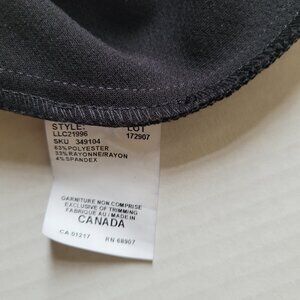 STYLE: LOT
LLC21996 172907
SKU 349104
63% POLYESTER
33% RAYONNE/RAYON
4% SPANDEX
GARNITURE NON COMPRISE
EXCLUSIVE OF TRIMMING
FABRIQUÉ AU / MADE IN
CANADA
CA 01217 RN 68907